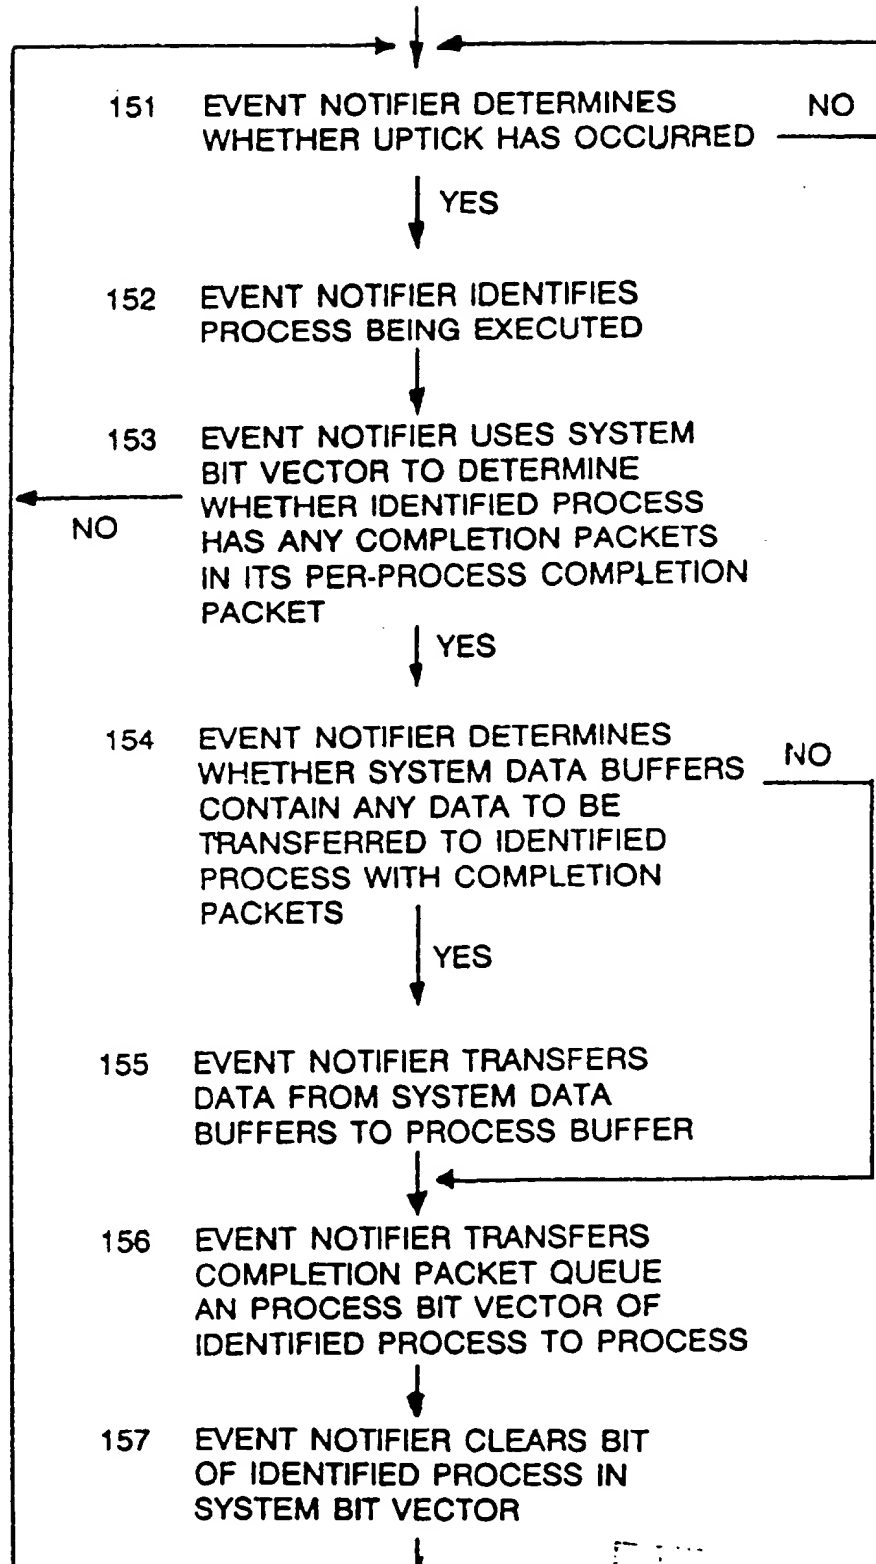 151 EVENT NOTIFIER DETERMINES NO
WHETHER UPTICK HAS OCCURRED
YES
152 EVENT NOTIFIER IDENTIFIES
PROCESS BEING EXECUTED
153 EVENT NOTIFIER USES SYSTEM
BIT VECTOR TO DETERMINE
WHETHER IDENTIFIED PROCESS
NO
HAS ANY COMPLETION PACKETS
IN ITS PER-PROCESS COMPLETION
PACKET
YES
154 EVENT NOTIFIER DETERMINES
WHETHER SYSTEM DATA BUFFERS NO
CONTAIN ANY DATA TO BE
TRANSFERRED TO IDENTIFIED
PROCESS WITH COMPLETION
PACKETS
YES
155 EVENT NOTIFIER TRANSFERS
DATA FROM SYSTEM DATA
BUFFERS TO PROCESS BUFFER
156 EVENT NOTIFIER TRANSFERS
COMPLETION PACKET QUEUE
AN PROCESS BIT VECTOR OF
IDENTIFIED PROCESS TO PROCESS
157 EVENT NOTIFIER CLEARS BIT
OF IDENTIFIED PROCESS IN
SYSTEM BIT VECTOR